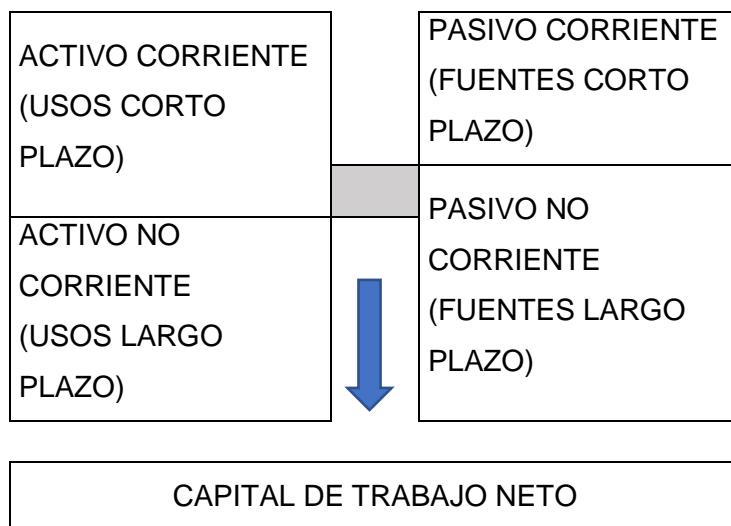 ACTIVO CORRIENTE
(USOS CORTO
PLAZO)
PASIVO CORRIENTE
(FUENTES CORTO
PLAZO)
ACTIVO NO
CORRIENTE
(USOS LARGO
PLAZO)
PASIVO NO
CORRIENTE
(FUENTES LARGO
PLAZO)
CAPITAL DE TRABAJO NETO